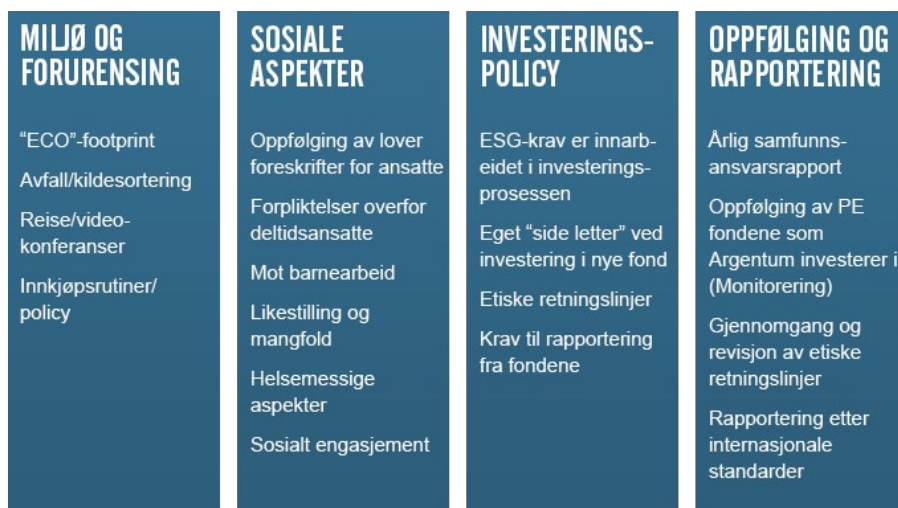 MILJØ OG
FORURENSING
“ECO”-footprint
Avfall/kildesortering
Reise/video-
konferanser
Innkjøpsrutiner/
policy
SOSIALE
ASPEKTER
Oppfølging av lover
foreskrifter for ansatte
Forpliktelser overfor
deltidsansatte
Mot barnearbeid
Likestilling og
mangfold
Helsemessige
aspekter
Sosialt engasjement
INVESTERINGS-
POLICY
ESG-krav er innarb-
eidet i investerings-
prosessen
Eget “side letter” ved
investering i nye fond
Etiske retningslinjer
Krav til rapportering
fra fondene
OPPFØLGING OG
RAPPORTERING
Årlig samfunns-
ansvarsrapport
Oppfølging av PE
fondene som
Argentum investerer i
(Monitorering)
Gjennomgang og
revisjon av etiske
retningslinjer
Rapportering etter
internasjonale
standarder